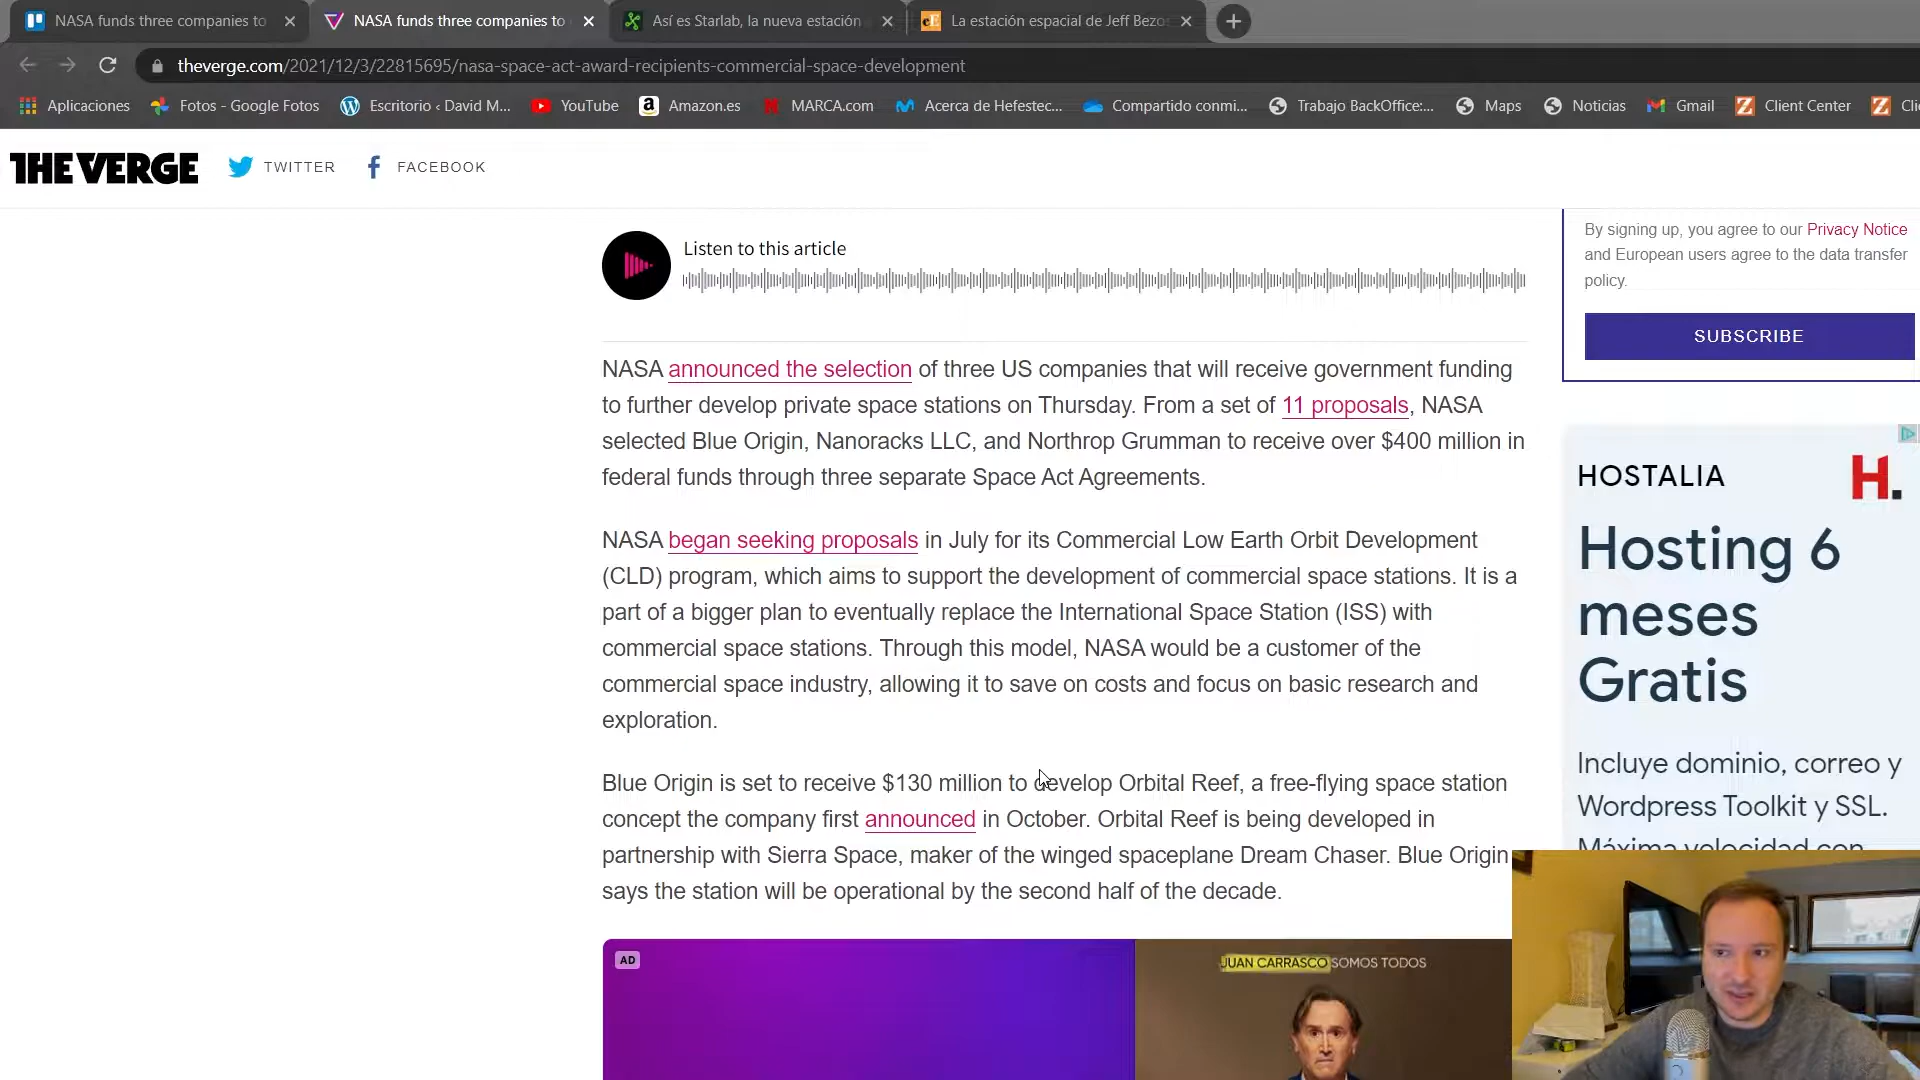 NASA funds three companies to
NASA funds three companies to
Así es Starlab, la nueva estación
La estación espacial de Jeff Bezo
theverge.com/2021/12/3/22815695/nasa-space-act-award-recipients-commercial-space-development
Aplicaciones
Fotos - Google Fotos
Escritorio ‹ David M...
YouTube
Amazon.es
MARCA.com
Acerca de Hefestec...
Compartido conmi...
Trabajo BackOffice:...
Maps
Noticias
Gmail
Client Center
Cli
THE VERGE
TWITTER
FACEBOOK
Listen to this article
NASA announced the selection of three US companies that will receive government funding
to further develop private space stations on Thursday. From a set of 11 proposals, NASA
selected Blue Origin, Nanoracks LLC, and Northrop Grumman to receive over $400 million in
federal funds through three separate Space Act Agreements.
NASA began seeking proposals in July for its Commercial Low Earth Orbit Development
(CLD) program, which aims to support the development of commercial space stations. It is a
part of a bigger plan to eventually replace the International Space Station (ISS) with
commercial space stations. Through this model, NASA would be a customer of the
commercial space industry, allowing it to save on costs and focus on basic research and
exploration.
Blue Origin is set to receive $130 million to develop Orbital Reef, a free-flying space station
concept the company first announced in October. Orbital Reef is being developed in
partnership with Sierra Space, maker of the winged spaceplane Dream Chaser. Blue Origin
says the station will be operational by the second half of the decade.
AD
JUAN CARRASCO SOMOS TODOS
By signing up, you agree to our Privacy Notice
and European users agree to the data transfer
policy.
SUBSCRIBE
HOSTALIA
H.
Hosting 6
meses
Gratis
Incluye dominio, correo y
Wordpress Toolkit y SSL.
Máxima velocidad con